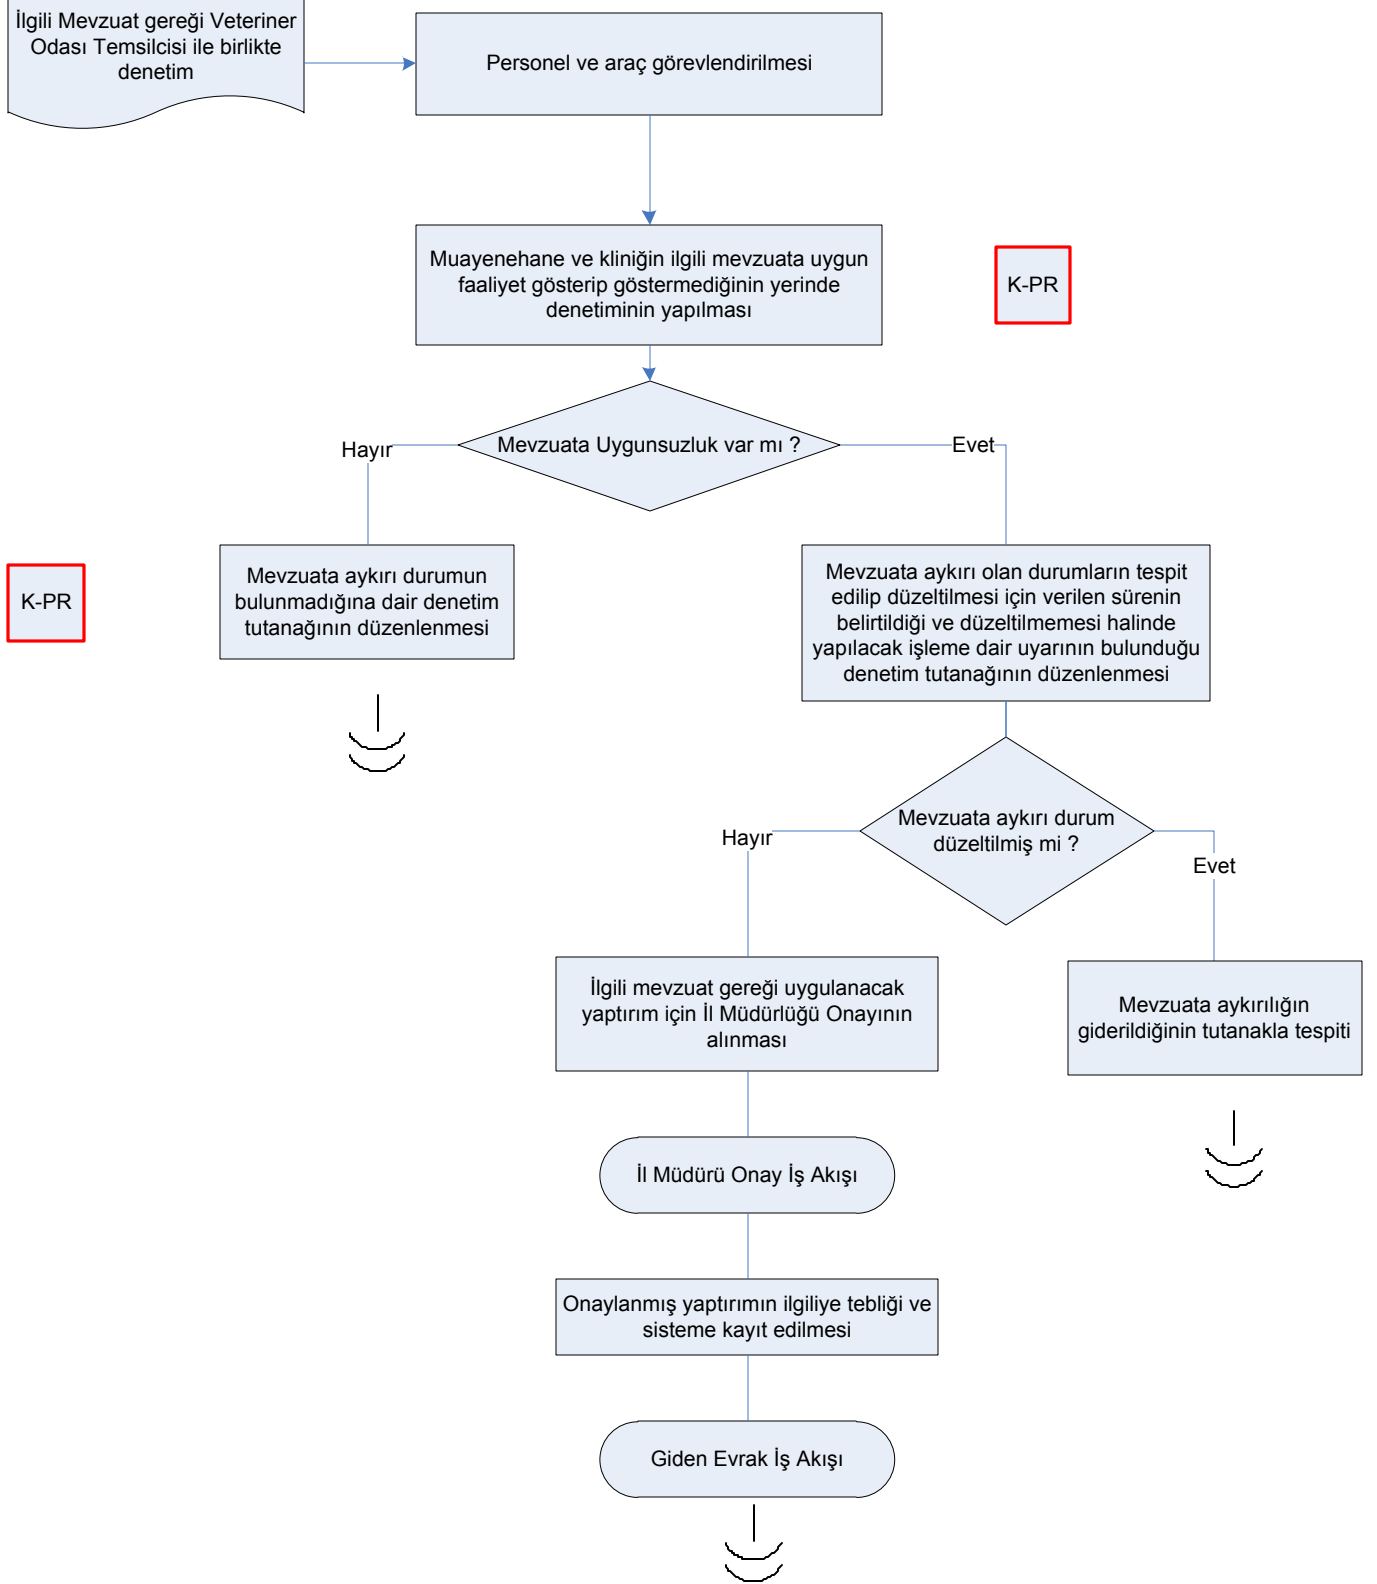 İlgili Mevzuat gereği Veteriner
Odası Temsilcisi ile birlikte
denetim
Personel ve araç görevlendirilmesi
Muayenehane ve kliniğin ilgili mevzuata uygun
faaliyet gösterip göstermediğinin yerinde
denetiminin yapılması
K-PR
Mevzuata Uygunsuzluk var mı ?
Hayır
Evet
K-PR
Mevzuata aykırı durumun
bulunmadığına dair denetim
tutanağının düzenlenmesi
Mevzuata aykırı olan durumların tespit
edilip düzeltilmesi için verilen sürenin
belirtildiği ve düzeltilmemesi halinde
yapılacak işleme dair uyarının bulunduğu
denetim tutanağının düzenlenmesi
Mevzuata aykırı durum
düzeltilmiş mi ?
Hayır
Evet
İlgili mevzuat gereği uygulanacak
yaptırım için İl Müdürlüğü Onayının
alınması
Mevzuata aykırılığın
giderildiğinin tutanakla tespiti
İl Müdürü Onay İş Akışı
Onaylanmış yaptırımın ilgiliye tebliği ve
sisteme kayıt edilmesi
Giden Evrak İş Akışı